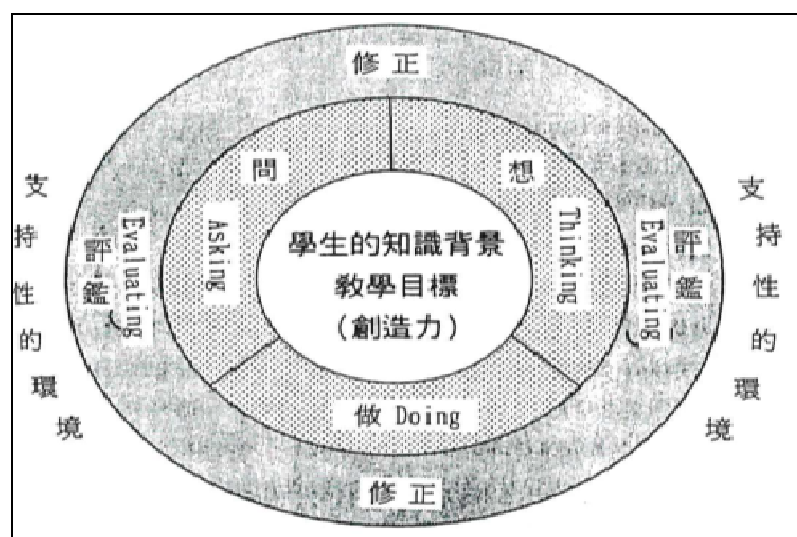 修正
問
想
Asking
Thinking
學生的知識背景
教學目標
(創造力)
做 Doing
評鑑
Evaluating
Evaluating
評鑑
修正
支持性的環境
支持性的環境